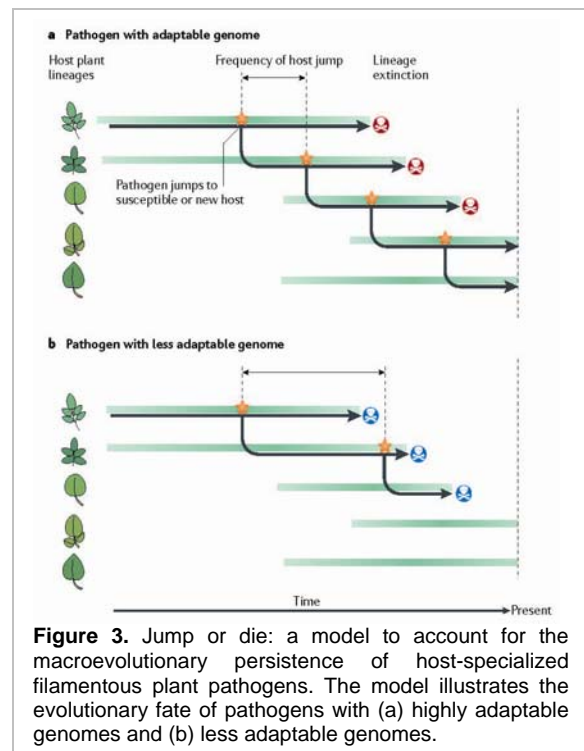 a Pathogen with adaptable genome
Host plant lineages
Frequency of host jump
Lineage extinction
Pathogen jumps to
susceptible or new host
b Pathogen with less adaptable genome
Time
Present
Figure 3. Jump or die: a model to account for the
macroevolutionary persistence of host-specialized
filamentous plant pathogens. The model illustrates the
evolutionary fate of pathogens with (a) highly adaptable
genomes and (b) less adaptable genomes.